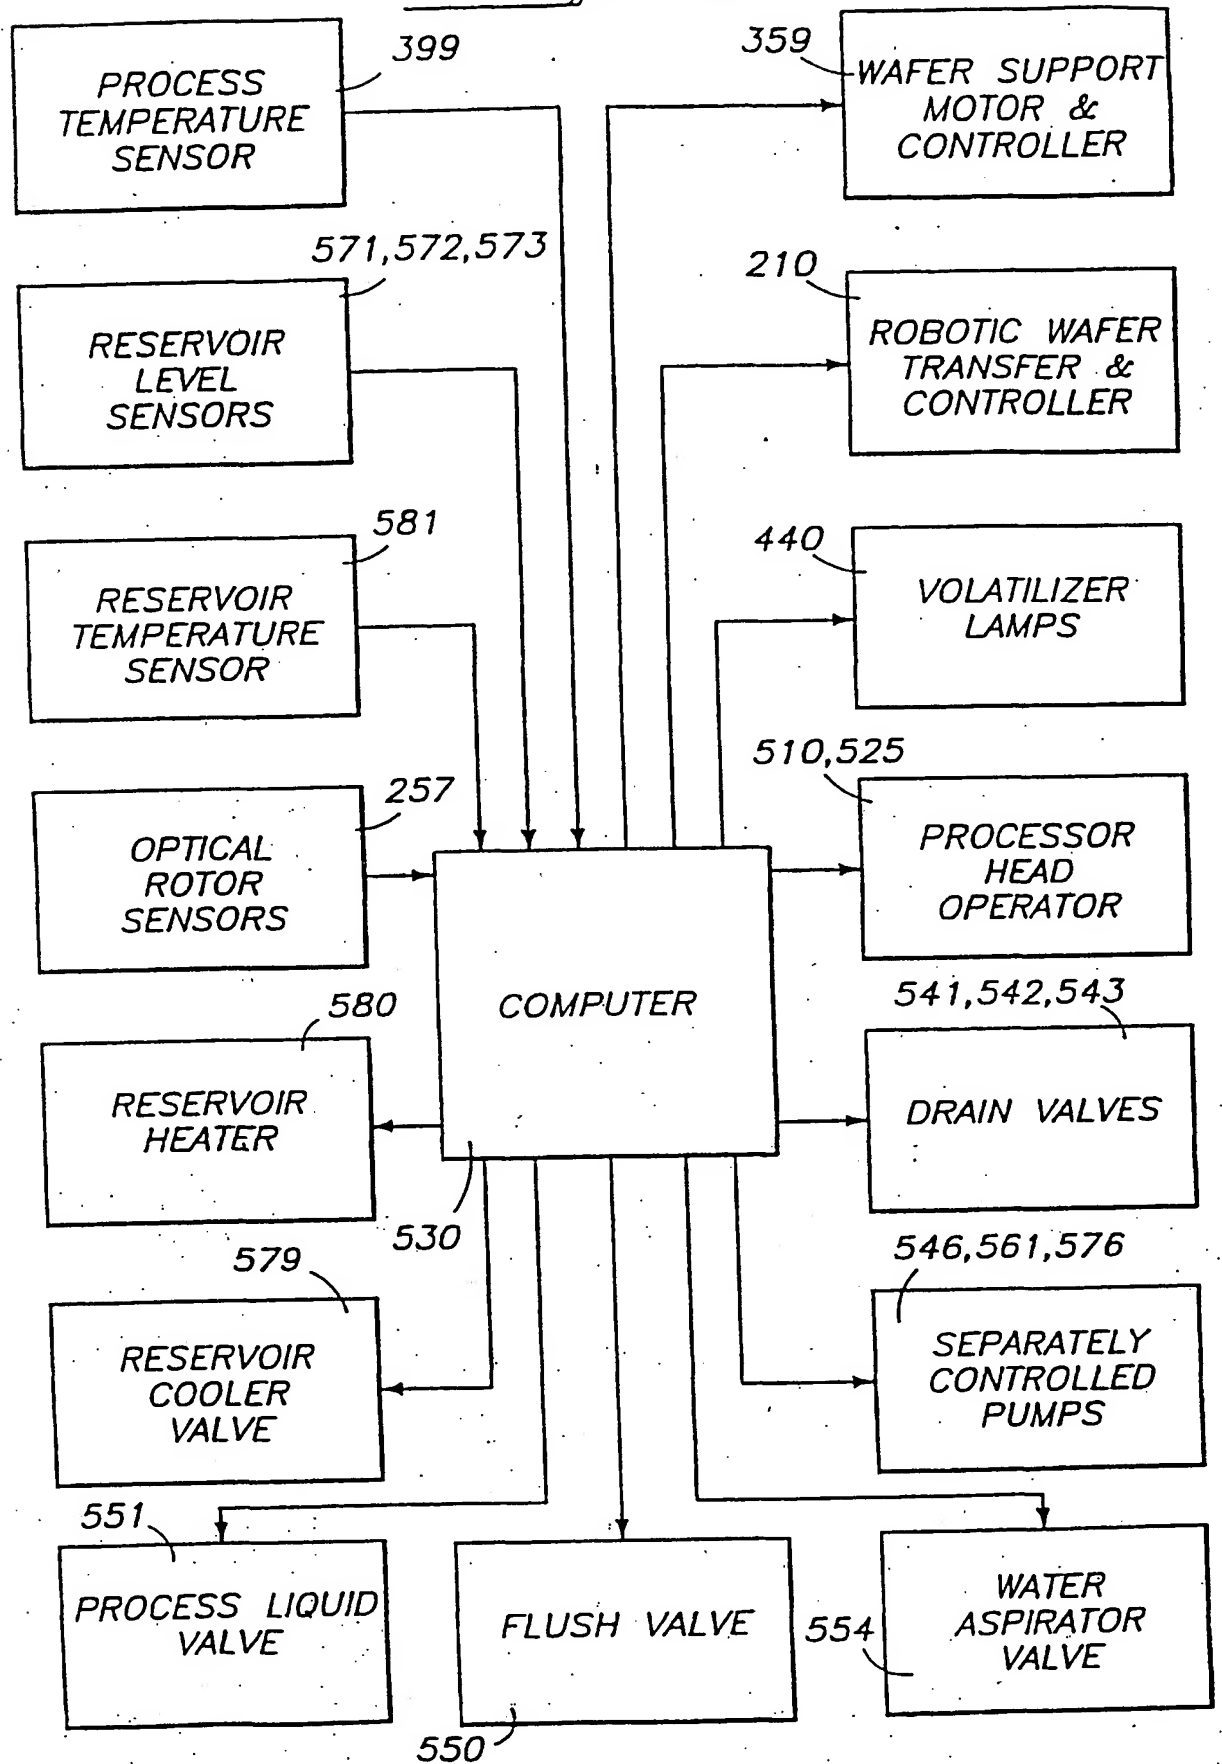 399
PROCESS
TEMPERATURE
SENSOR
359
WAFER SUPPORT
MOTOR &
CONTROLLER
571,572,573
RESERVOIR
LEVEL
SENSORS
210
ROBOTIC WAFER
TRANSFER &
CONTROLLER
581
RESERVOIR
TEMPERATURE
SENSOR
440
VOLATILIZER
LAMPS
257
OPTICAL
ROTOR
SENSORS
510,525
PROCESSOR
HEAD
OPERATOR
COMPUTER
530
580
RESERVOIR
HEATER
541,542,543
DRAIN VALVES
579
RESERVOIR
COOLER
VALVE
546,561,576
SEPARATELY
CONTROLLED
PUMPS
551
PROCESS LIQUID
VALVE
FLUSH VALVE
550
554
WATER
ASPIRATOR
VALVE